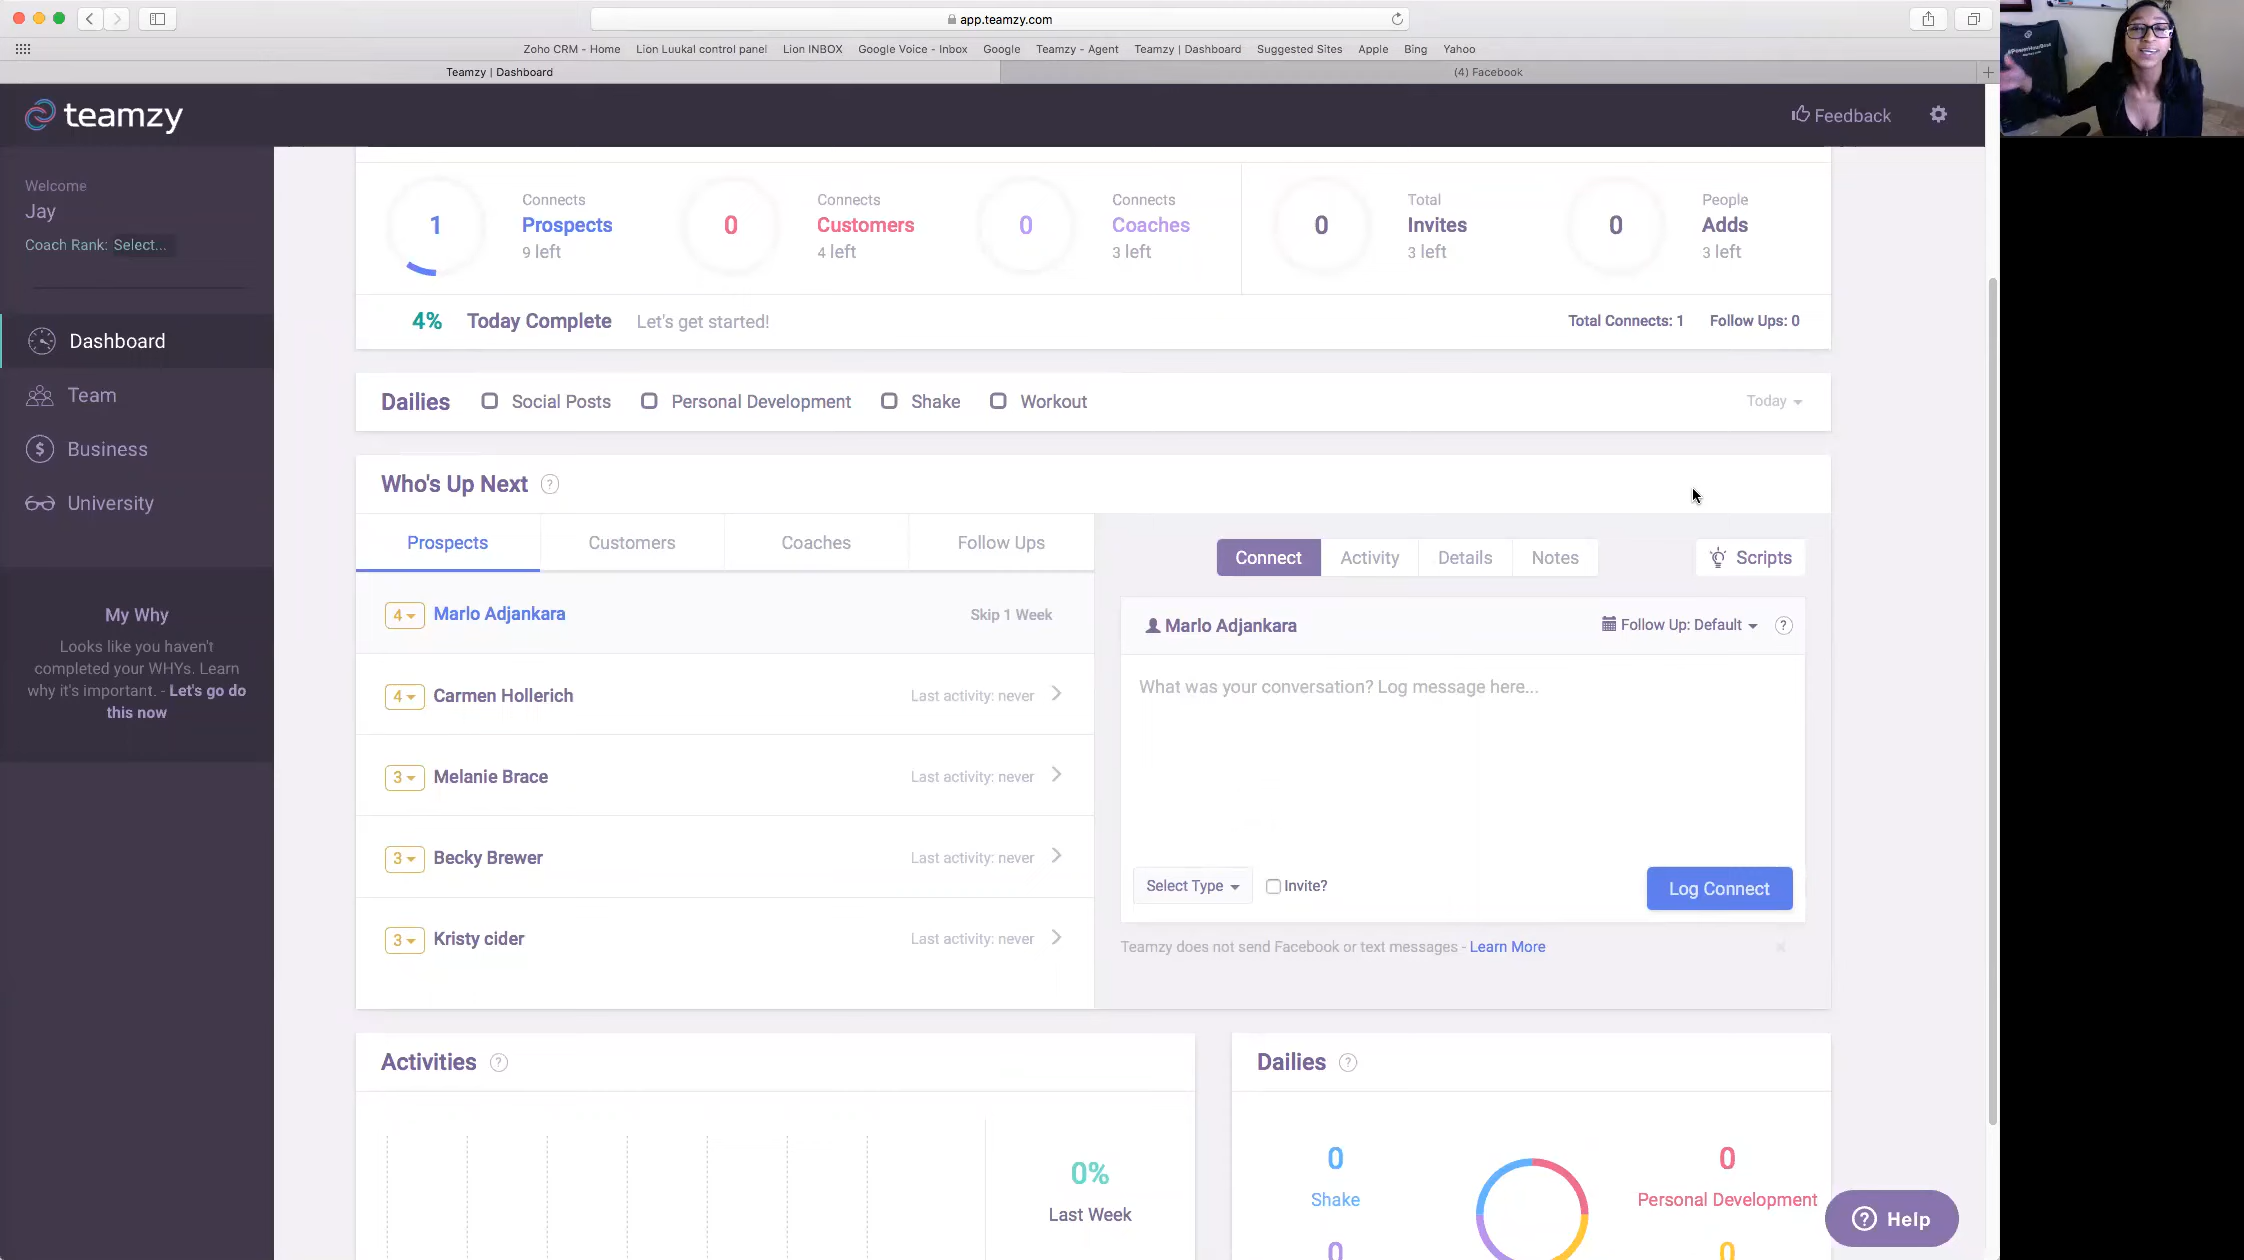 app.teamzy.com
Zoho CRM - Home Lion Luukal control panel Lion INBOX Google Voice - Inbox Google Teamzy - Agent Teamzy | Dashboard Suggested Sites Apple Bing Yahoo
Teamzy | Dashboard (4) Facebook
teamzy Feedback
Welcome
Jay
Coach Rank: Select...
Dashboard
Team
Business
University
My Why
Looks like you haven't
completed your WHYs. Learn
why it's important. - Let's go do
this now
1 Connects Prospects 9 left
0 Connects Customers 4 left
0 Connects Coaches 3 left
0 Total Invites 3 left
0 People Adds 3 left
4% Today Complete Let's get started! Total Connects: 1 Follow Ups: 0
Dailies Social Posts Personal Development Shake Workout Today
Who's Up Next ?
Prospects Customers Coaches Follow Ups
4 Marlo Adjankara Skip 1 Week
4 Carmen Hollerich Last activity: never
3 Melanie Brace Last activity: never
3 Becky Brewer Last activity: never
3 Kristy cider Last activity: never
Connect Activity Details Notes Scripts
Marlo Adjankara Follow Up: Default ?
What was your conversation? Log message here...
Select Type Invite? Log Connect
Teamzy does not send Facebook or text messages - Learn More
Activities ?
0%
Last Week
Dailies ?
0 Shake
0 Personal Development
0 0
? Help